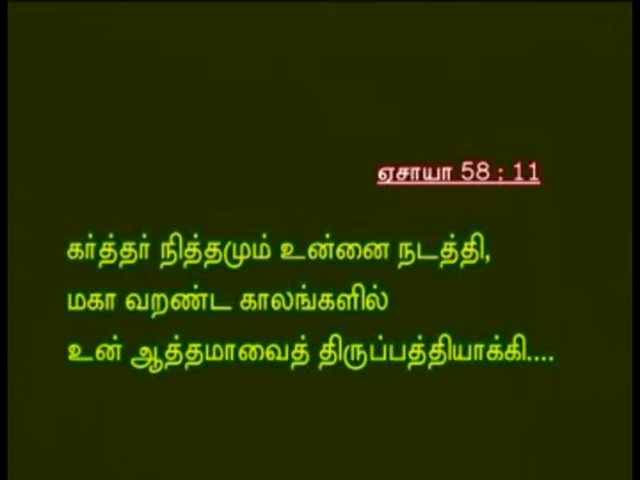 ஏசாயா 58 : 11
கர்த்தர் நித்தமும் உன்னை நடத்தி,
மகா வறண்ட காலங்களில்
உன் ஆத்தமாவைத் திருப்பத்தியாக்கி....